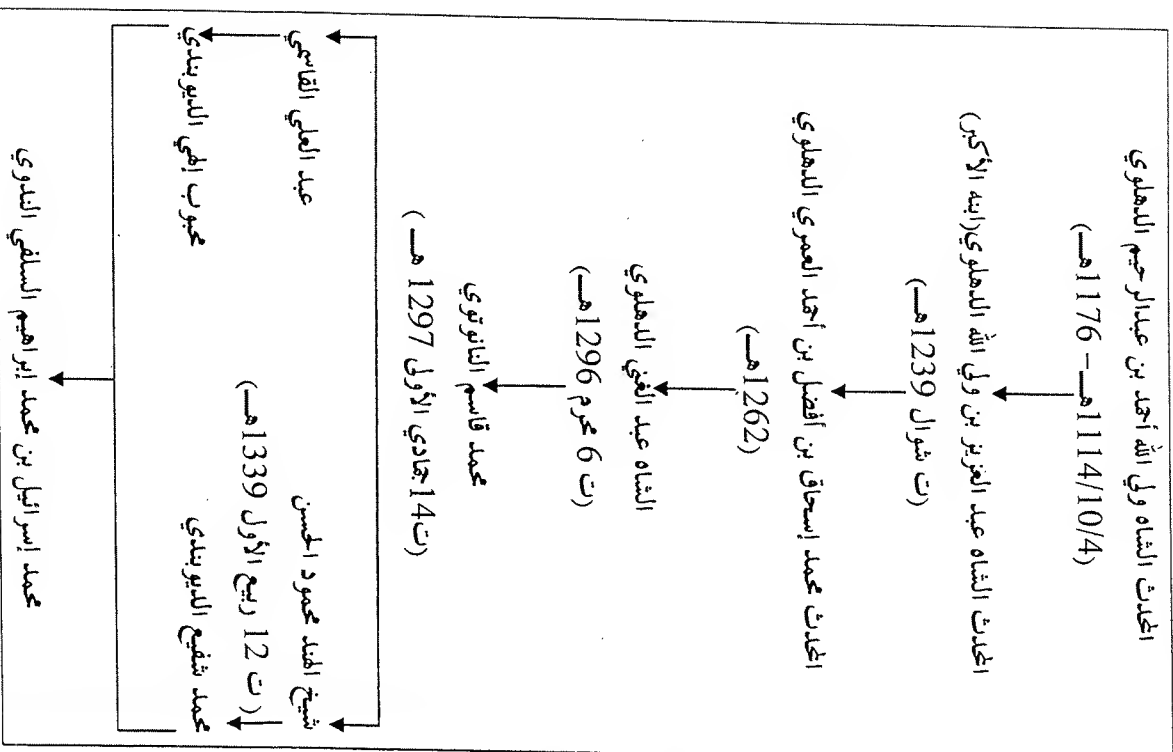 المحدث الشاه ولي الله أحمد بن عبدالرحيم الدهلوي
(1114/10/4هـ – 1176هـ)
المحدث الشاه عبد العزيز بن ولي الله الدهلوي(ابنه الأكبر)
(ت شوال 1239هـ)
المحدث محمد إسحاق بن أفضل بن أحمد العمري الدهلوي
(1262هـ)
الشاه عبد الغني الدهلوي
(ت 6 محرم 1296هـ)
محمد قاسم النانوتوي
(ت14جمادي الأولى 1297 هـ )
شيخ الهند محمود الحسن
( ت 12 ربيع الأول 1339هـ)
عبد العلي القاسمي
محمد شفيع الديوبندي
محبوب إلهي الديوبندي
محمد إسرائيل بن محمد إبراهيم السلفي الندوي